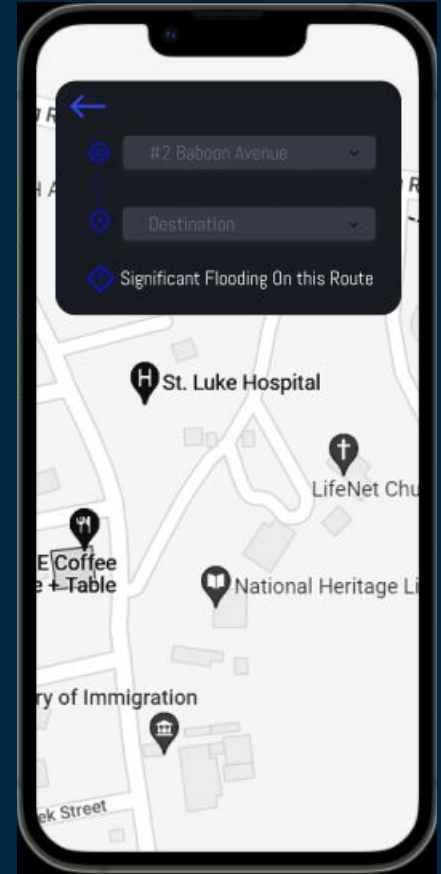 #2 Baboon Avenue
Destination
Significant Flooding On this Route
H
St. Luke Hospital
LifeNet Chu
E Coffee
e + Table
National Heritage Li
ry of Immigration
ek Street